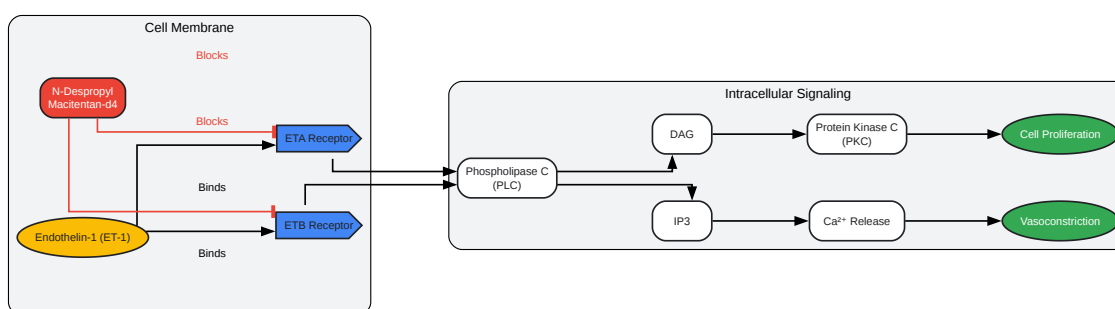 Cell Membrane
Blocks
N-Despropyl
Macitentan-d4
Blocks
ETA Receptor
Binds
Endothelin-1 (ET-1)
ETB Receptor
Binds
Intracellular Signaling
Phospholipase C
(PLC)
DAG
Protein Kinase C
(PKC)
Cell Proliferation
IP3
Ca²⁺ Release
Vasoconstriction